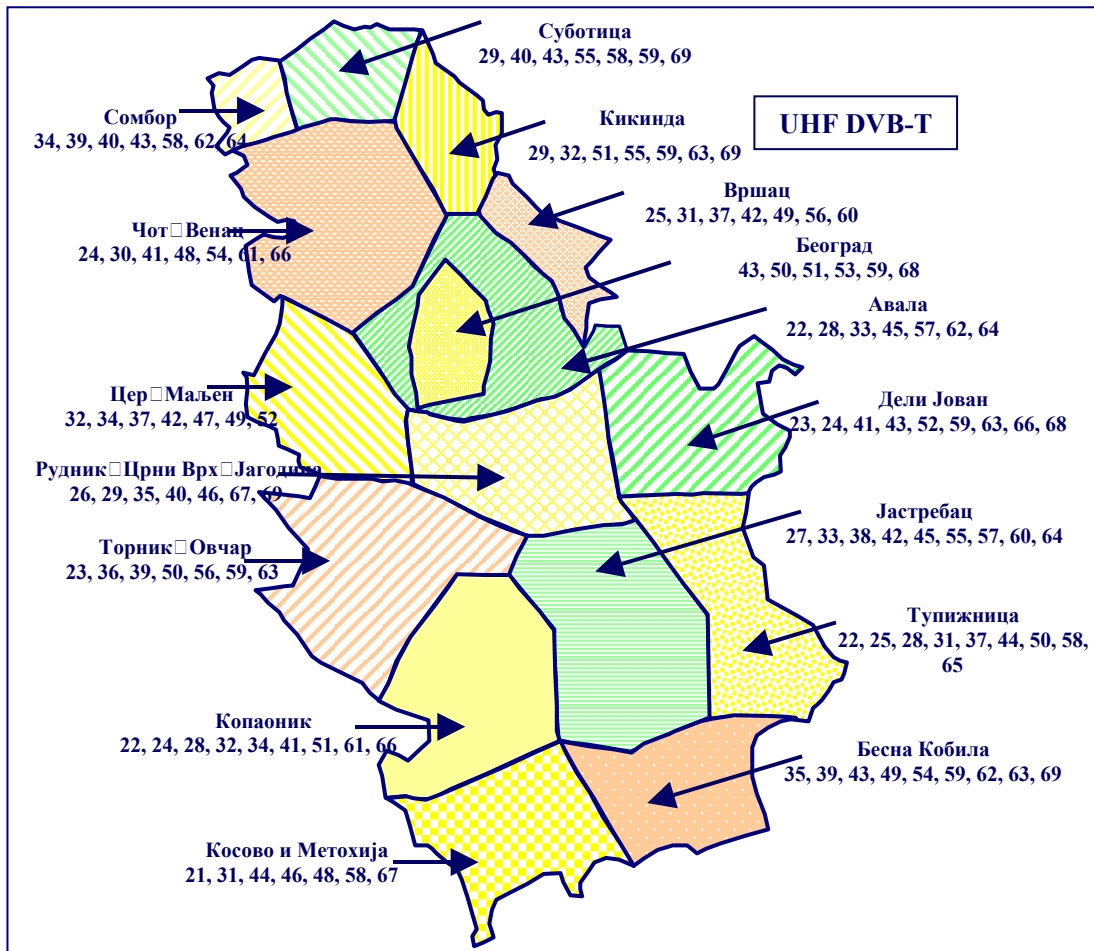 Суботица
29, 40, 43, 55, 58, 59, 69
Сомбор
34, 39, 40, 43, 58, 62, 64
Кикинда
29, 32, 51, 55, 59, 63, 69
UHF DVB-T
Вршац
25, 31, 37, 42, 49, 56, 60
Чот□Венац
24, 30, 41, 48, 54, 61, 66
Београд
43, 50, 51, 53, 59, 68
Авала
22, 28, 33, 45, 57, 62, 64
Цер□Маљен
32, 34, 37, 42, 47, 49, 52
Дели Јован
23, 24, 41, 43, 52, 59, 63, 66, 68
Рудник□Црни Врх□Јагодина
26, 29, 35, 40, 46, 67, 69
Јастребац
27, 33, 38, 42, 45, 55, 57, 60, 64
Торник□Овчар
23, 36, 39, 50, 56, 59, 63
Тупижница
22, 25, 28, 31, 37, 44, 50, 58,
65
Копаоник
22, 24, 28, 32, 34, 41, 51, 61, 66
Бесна Кобила
35, 39, 43, 49, 54, 59, 62, 63, 69
Косово и Метохија
21, 31, 44, 46, 48, 58, 67